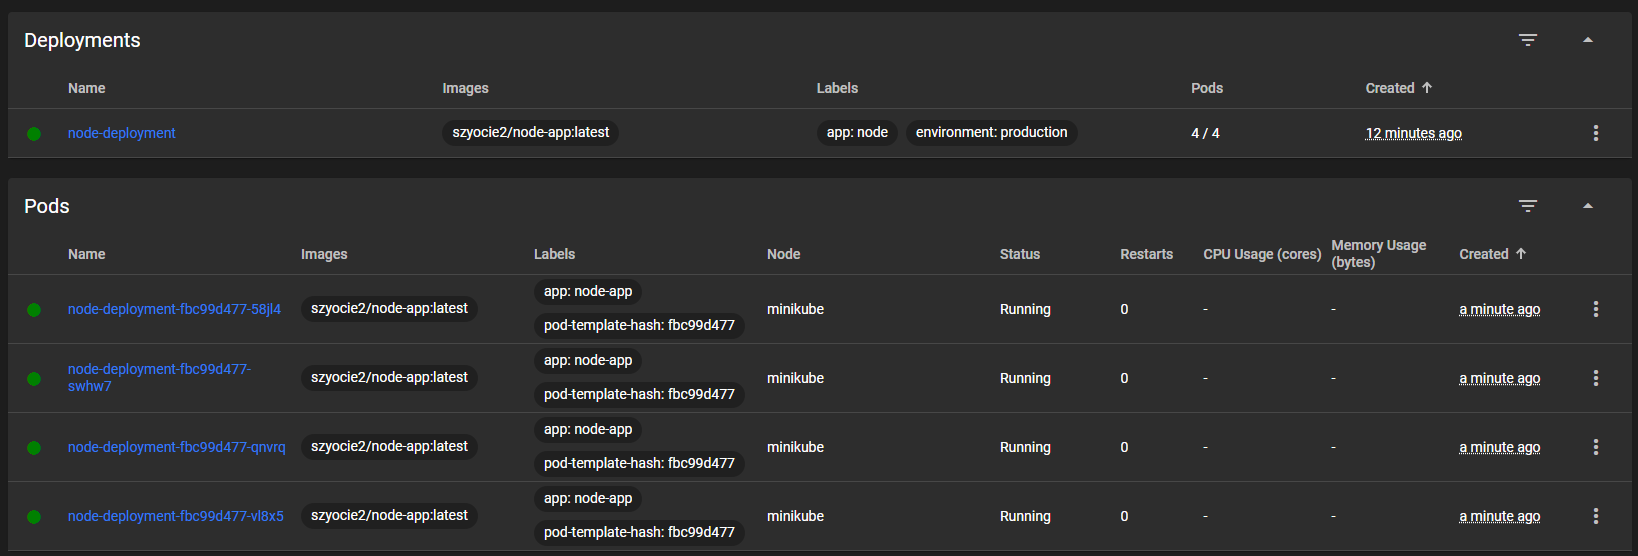 Deployments
Name Images Labels Pods Created
node-deployment szyocie2/node-app:latest app: node environment: production 4 / 4 12 minutes ago
Pods
Name Images Labels Node Status Restarts CPU Usage (cores) Memory Usage (bytes) Created
node-deployment-fbc99d477-58jl4 szyocie2/node-app:latest app: node-app pod-template-hash: fbc99d477 minikube Running 0 - - a minute ago
node-deployment-fbc99d477-swhw7 szyocie2/node-app:latest app: node-app pod-template-hash: fbc99d477 minikube Running 0 - - a minute ago
node-deployment-fbc99d477-qnvrq szyocie2/node-app:latest app: node-app pod-template-hash: fbc99d477 minikube Running 0 - - a minute ago
node-deployment-fbc99d477-vl8x5 szyocie2/node-app:latest app: node-app pod-template-hash: fbc99d477 minikube Running 0 - - a minute ago